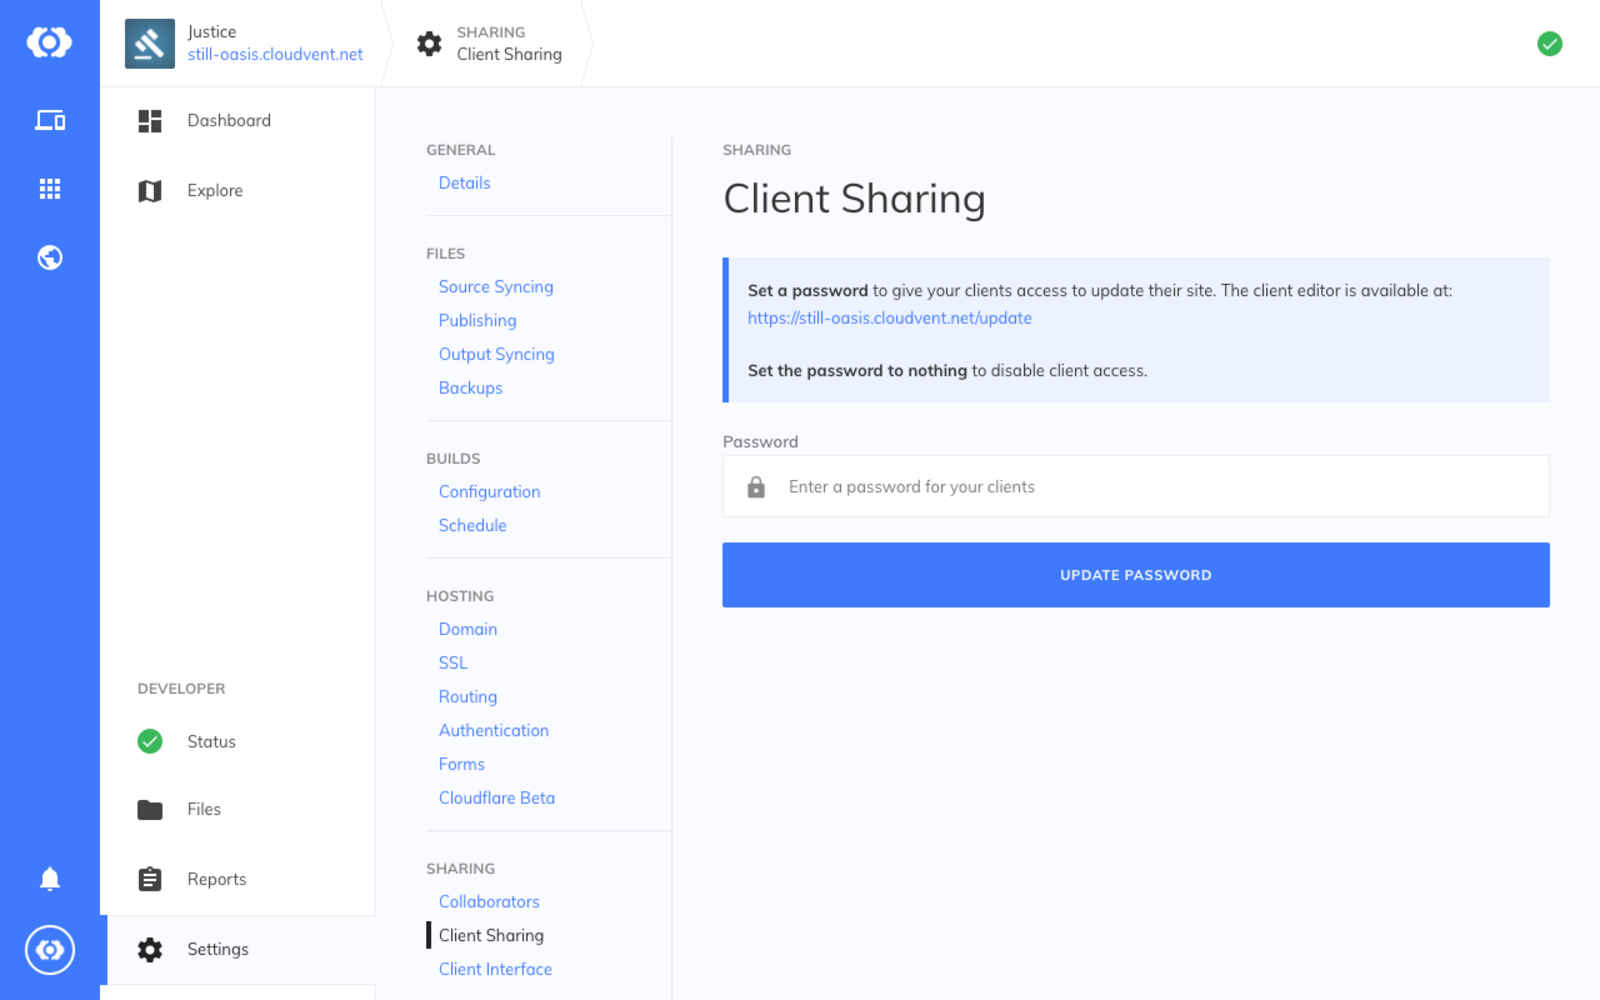 Justice
still-oasis.cloudvent.net
SHARING
Client Sharing
Dashboard
Explore
DEVELOPER
Status
Files
Reports
Settings
GENERAL
Details
FILES
Source Syncing
Publishing
Output Syncing
Backups
BUILDS
Configuration
Schedule
HOSTING
Domain
SSL
Routing
Authentication
Forms
Cloudflare Beta
SHARING
Collaborators
Client Sharing
Client Interface
SHARING
Client Sharing
Set a password to give your clients access to update their site. The client editor is available at:
https://still-oasis.cloudvent.net/update
Set the password to nothing to disable client access.
Password
Enter a password for your clients
UPDATE PASSWORD